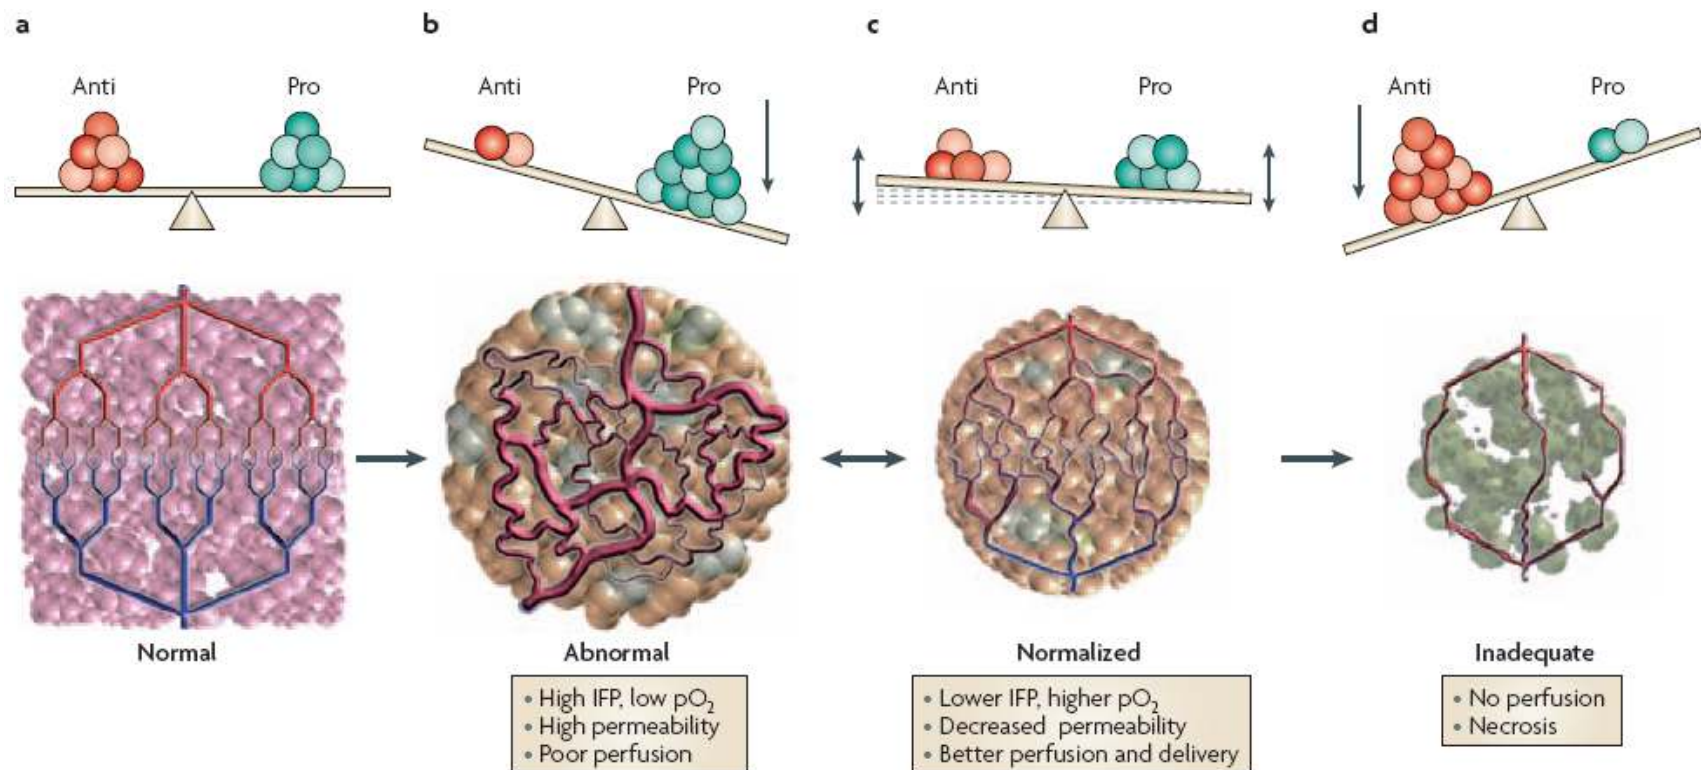 a
b
c
d
Anti
Pro
Anti
Pro
Anti
Pro
Anti
Pro
Normal
Abnormal
• High IFP, low pO₂
• High permeability
• Poor perfusion
Normalized
• Lower IFP, higher pO₂
• Decreased permeability
• Better perfusion and delivery
Inadequate
• No perfusion
• Necrosis